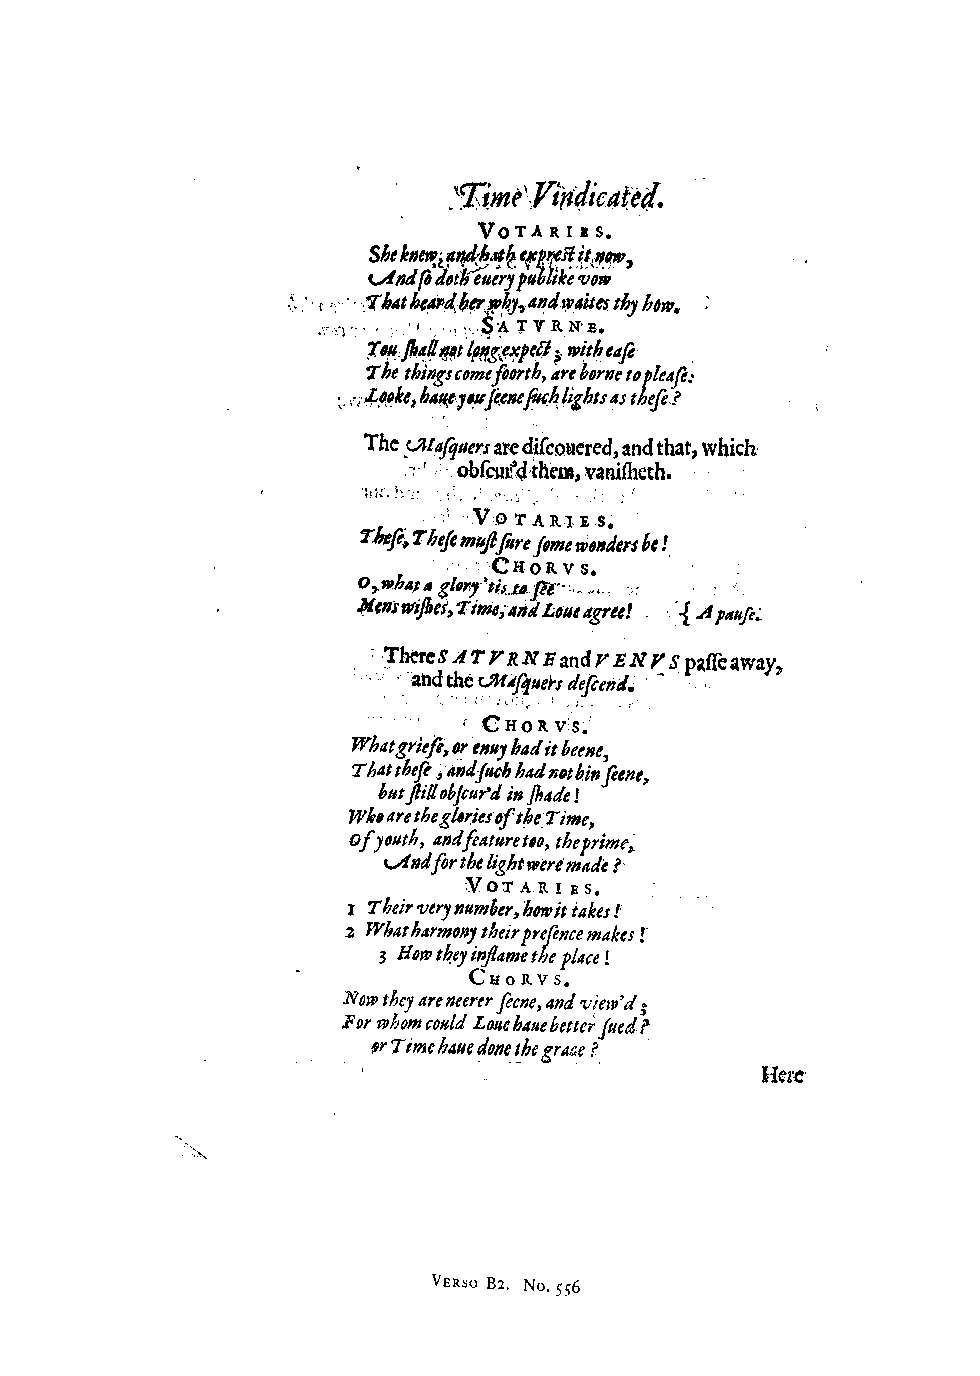 Time Vindicated.
VOTARIES.
She knew, and hath exprest it now,
And ſo doth euery publike vow
That heard her why, and waites thy how.
SATVRNE.
You ſhall not long expect; with eaſe
The things come foorth, are borne to pleaſe:
Looke, haue you ſeene ſuch lights as theſe?
The Maſquers are diſcouered, and that, which
obſcur'd them, vaniſheth.
VOTARIES.
Theſe, Theſe muſt ſure ſome wonders be!
CHORVS.
O, what a glory 'tis to ſee
Mens wiſhes, Time, and Loue agree! { A pauſe.
There SATVRNE and VENVS paſſe away,
and the Maſquers deſcend.
CHORVS.
What griefe, or enuy had it beene,
That theſe, and ſuch had not bin ſeene,
but ſtill obſcur'd in ſhade!
Who are the glories of the Time,
Of youth, and feature too, the prime,
And for the light were made?
VOTARIES.
1 Their very number, how it takes!
2 What harmony their preſence makes!
3 How they inflame the place!
CHORVS.
Now they are neerer ſeene, and view'd;
For whom could Loue haue better ſued?
or Time haue done the grace?
Here
VERSO B2. No. 556